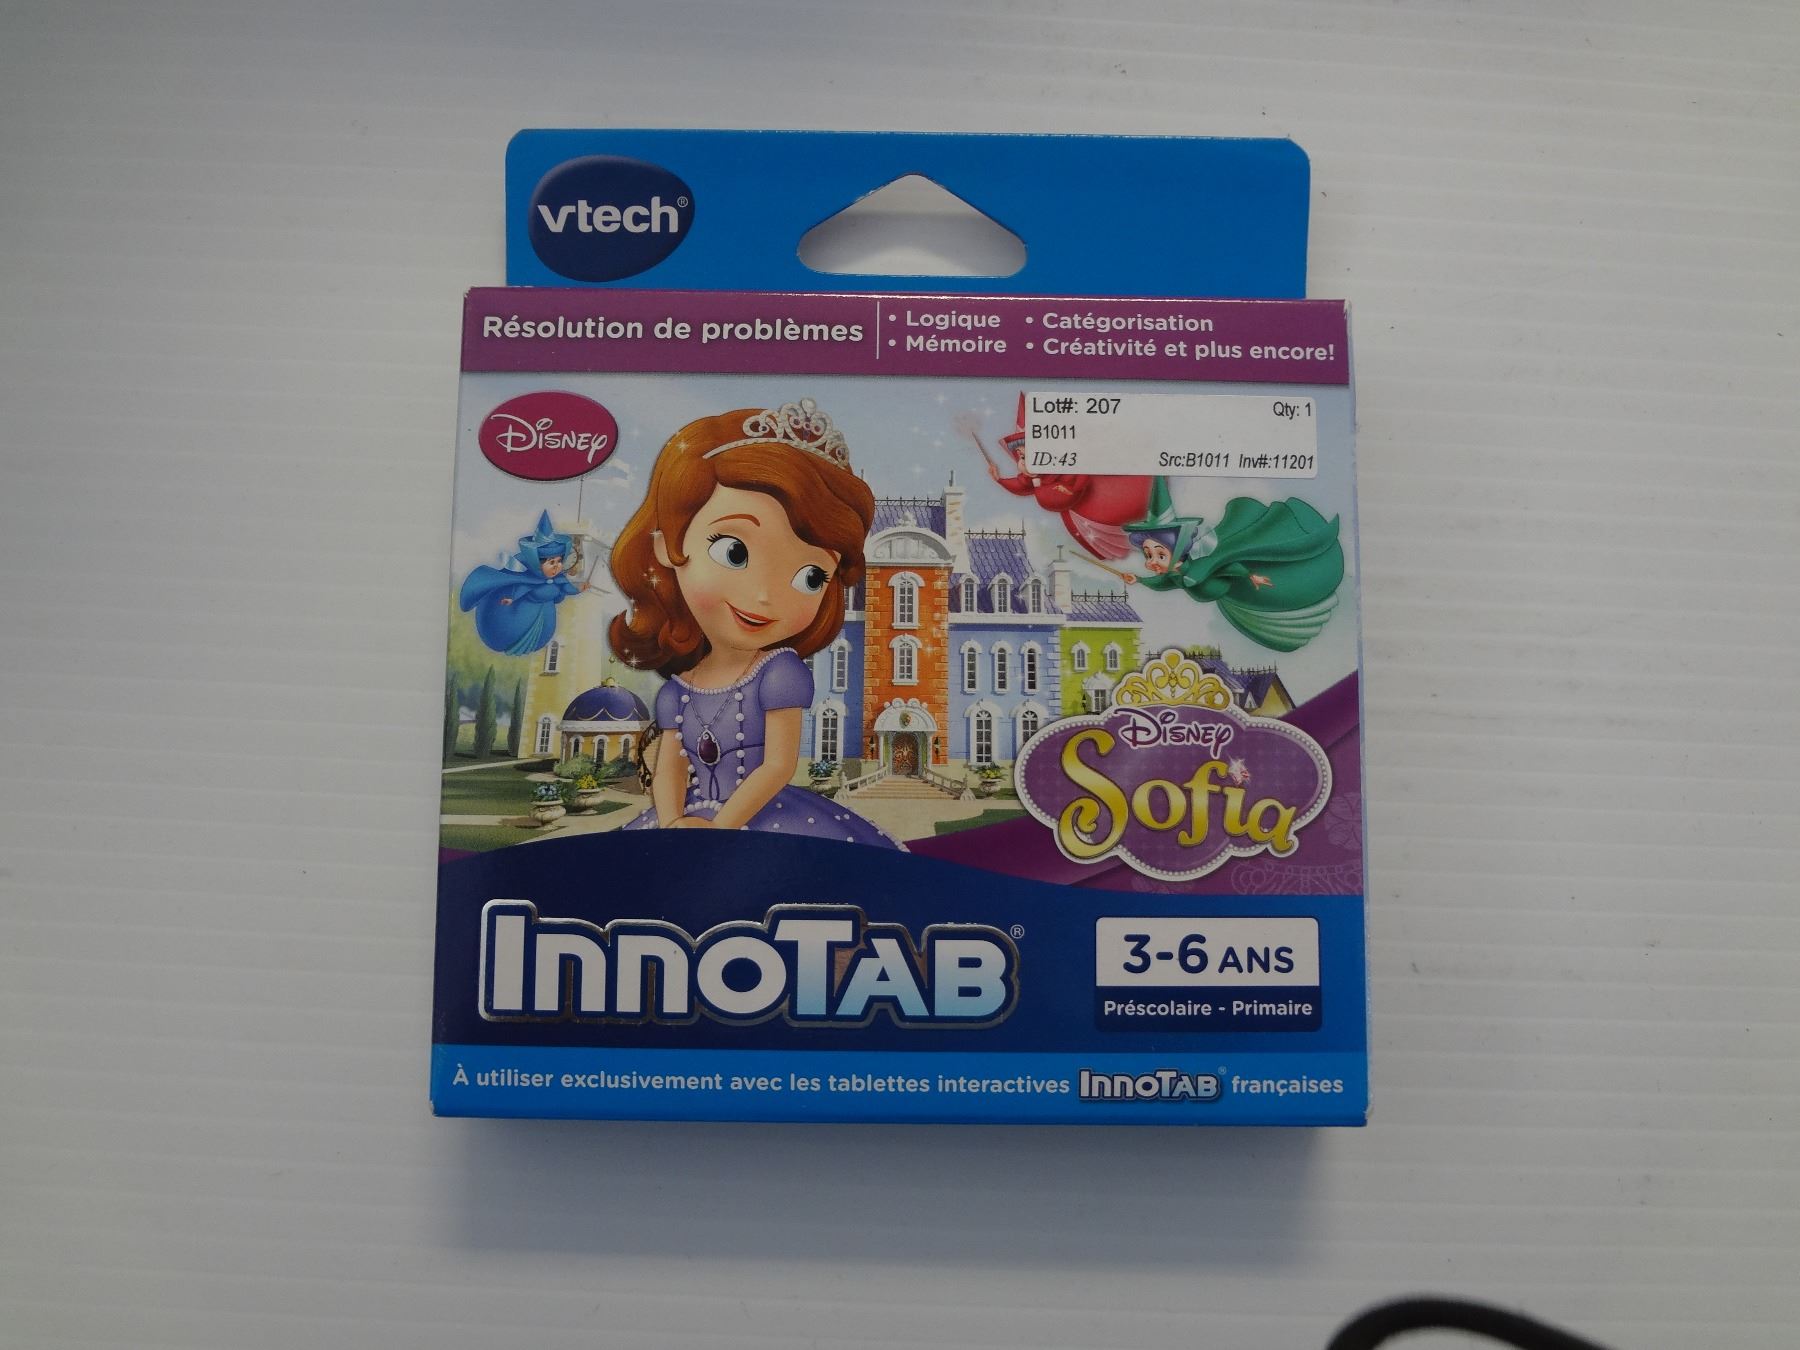 vtech®
Résolution de problèmes
• Logique • Catégorisation
• Mémoire • Créativité et plus encore!
Disney
Lot#: 207 Qty: 1
B1011
ID:43 Src:B1011 Inv#:11201
Disney
Sofia
InnoTAB®
3-6 ANS
Préscolaire - Primaire
À utiliser exclusivement avec les tablettes interactives InnoTAB® françaises